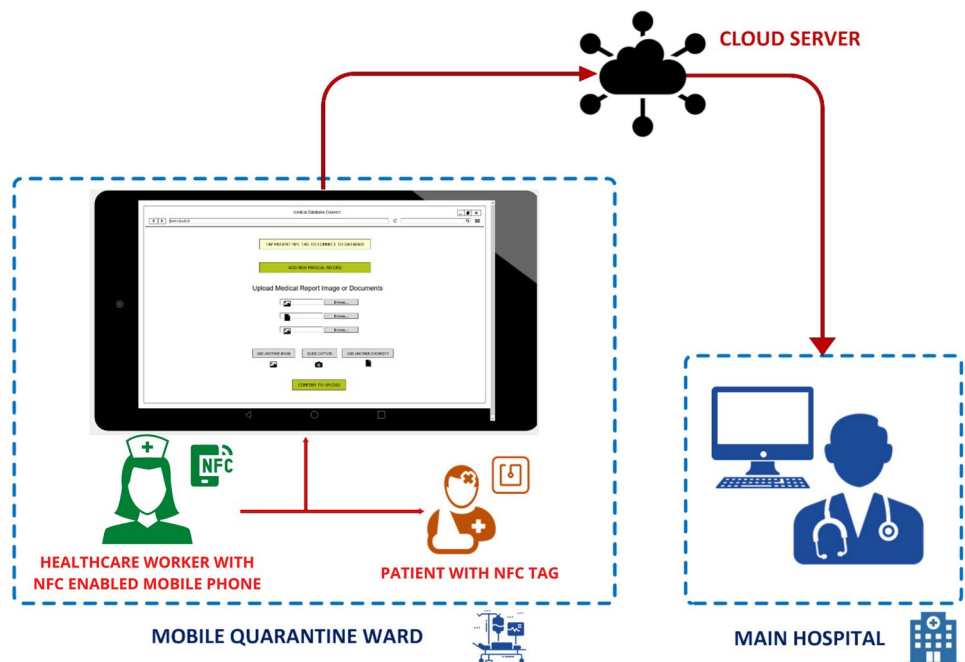 CLOUD SERVER
Medical Database Connect
TAP PATIENT NFC TAG TO CONNECT TO DATABASE
ADD NEW MEDICAL RECORD
Upload Medical Report Image or Documents
Browse...
Browse...
Browse...
ADD ANOTHER IMAGE
QUICK CAPTURE
ADD ANOTHER DOCUMENT
CONFIRM TO UPLOAD
NFC
HEALTHCARE WORKER WITH
NFC ENABLED MOBILE PHONE
PATIENT WITH NFC TAG
MOBILE QUARANTINE WARD
MAIN HOSPITAL